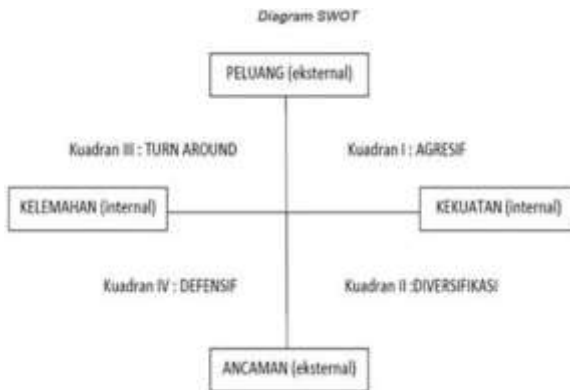 Diagram SWOT
PELUANG (eksternal)
Kuadran III : TURN AROUND
Kuadran I : AGRESIF
KELEMAHAN (internal)
KEKUATAN (internal)
Kuadran IV : DEFENSIF
Kuadran II :DIVERSIFIKASI
ANCAMAN (eksternal)